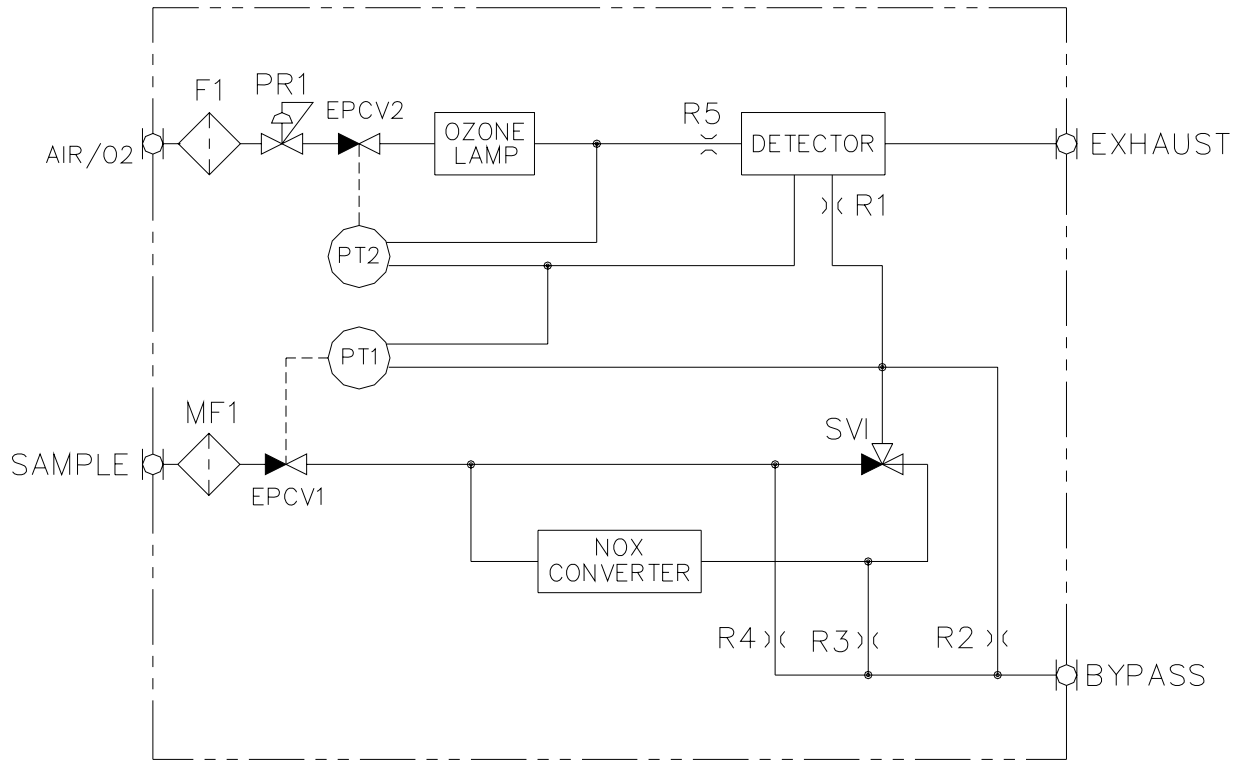 F1
PR1
EPCV2
AIR/O2
OZONE
LAMP
R5
DETECTOR
EXHAUST
R1
PT2
PT1
MF1
SAMPLE
EPCV1
SV1
NOX
CONVERTER
R4
R3
R2
BYPASS